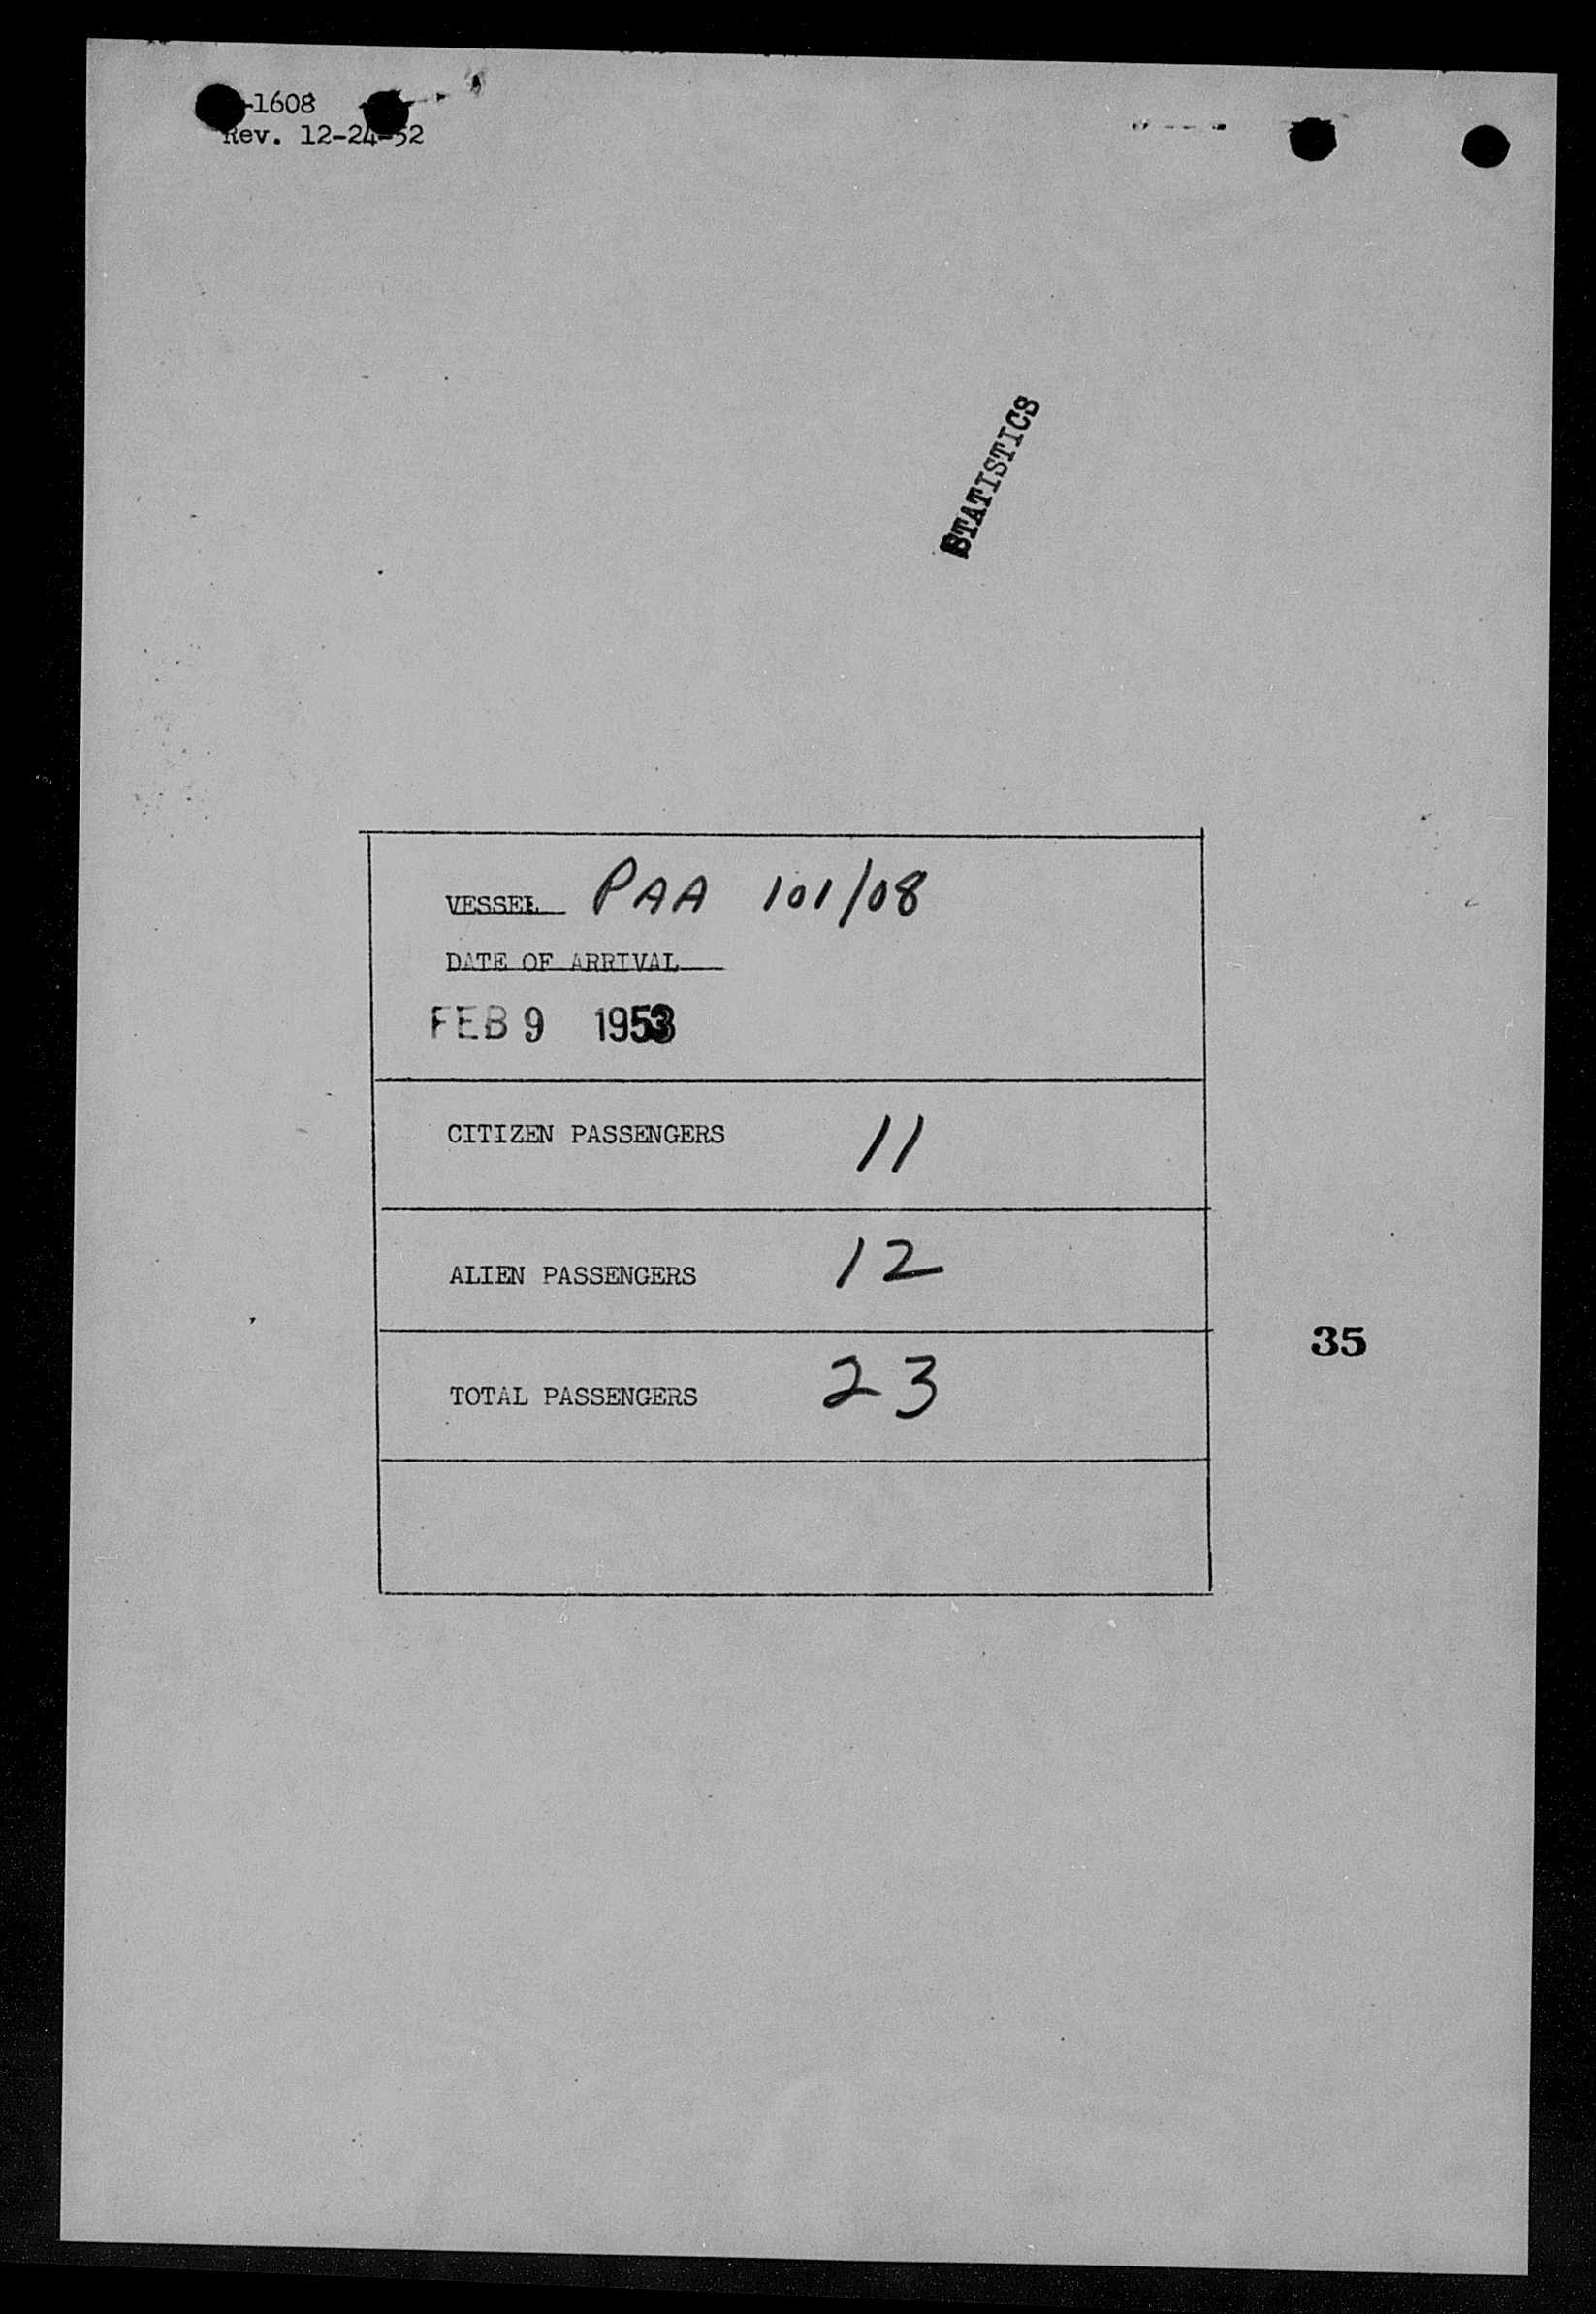 -1608
Rev. 12-24-52
STATISTICS
VESSEL PAA 101/08
DATE OF ARRIVAL
FEB 9 1953
CITIZEN PASSENGERS 11
ALIEN PASSENGERS 12
35
TOTAL PASSENGERS 23